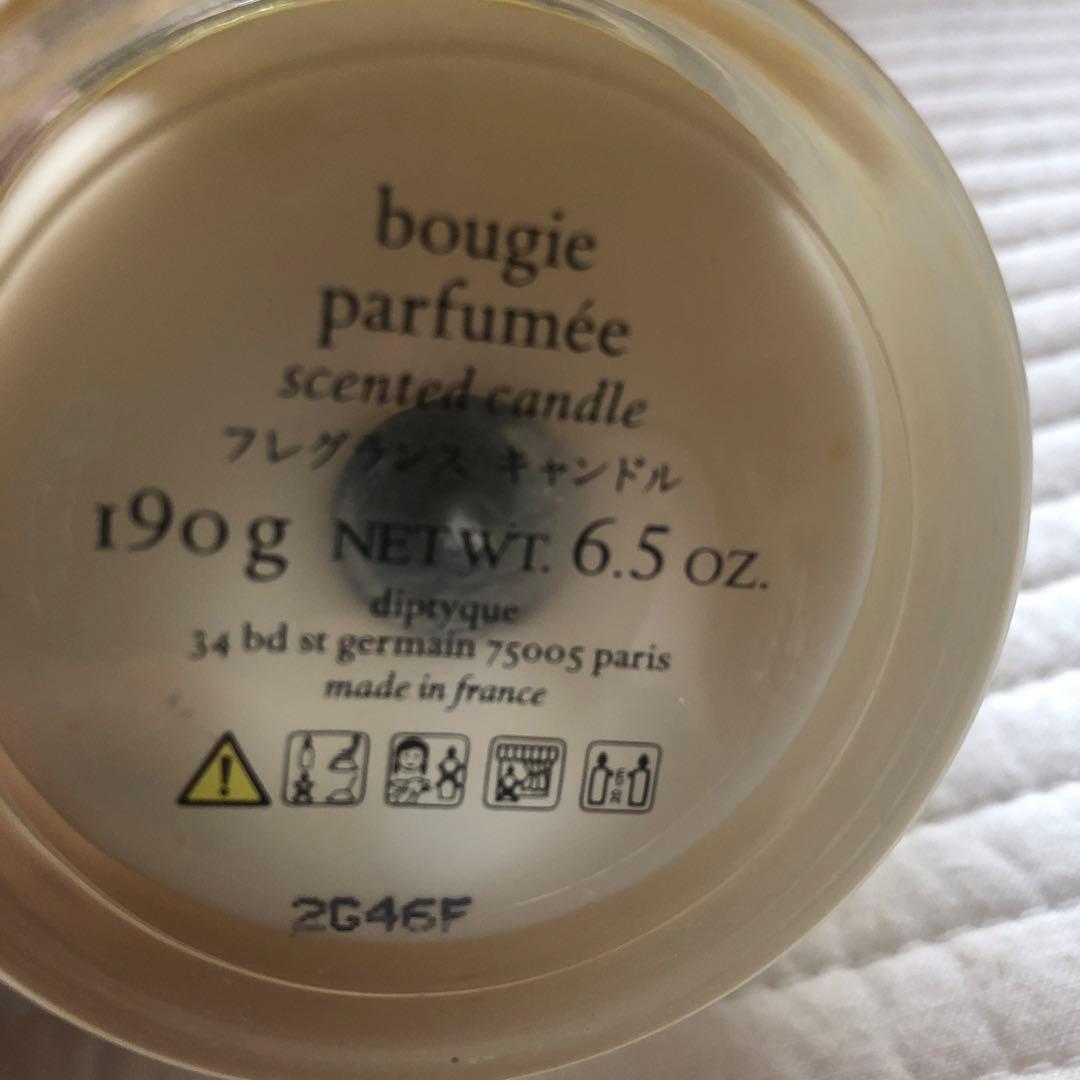 bougie
parfumée
scented candle
フレグランス キャンドル
190 g NET WT. 6.5 OZ.
diptyque
34 bd st germain 75005 paris
made in france
2G46F